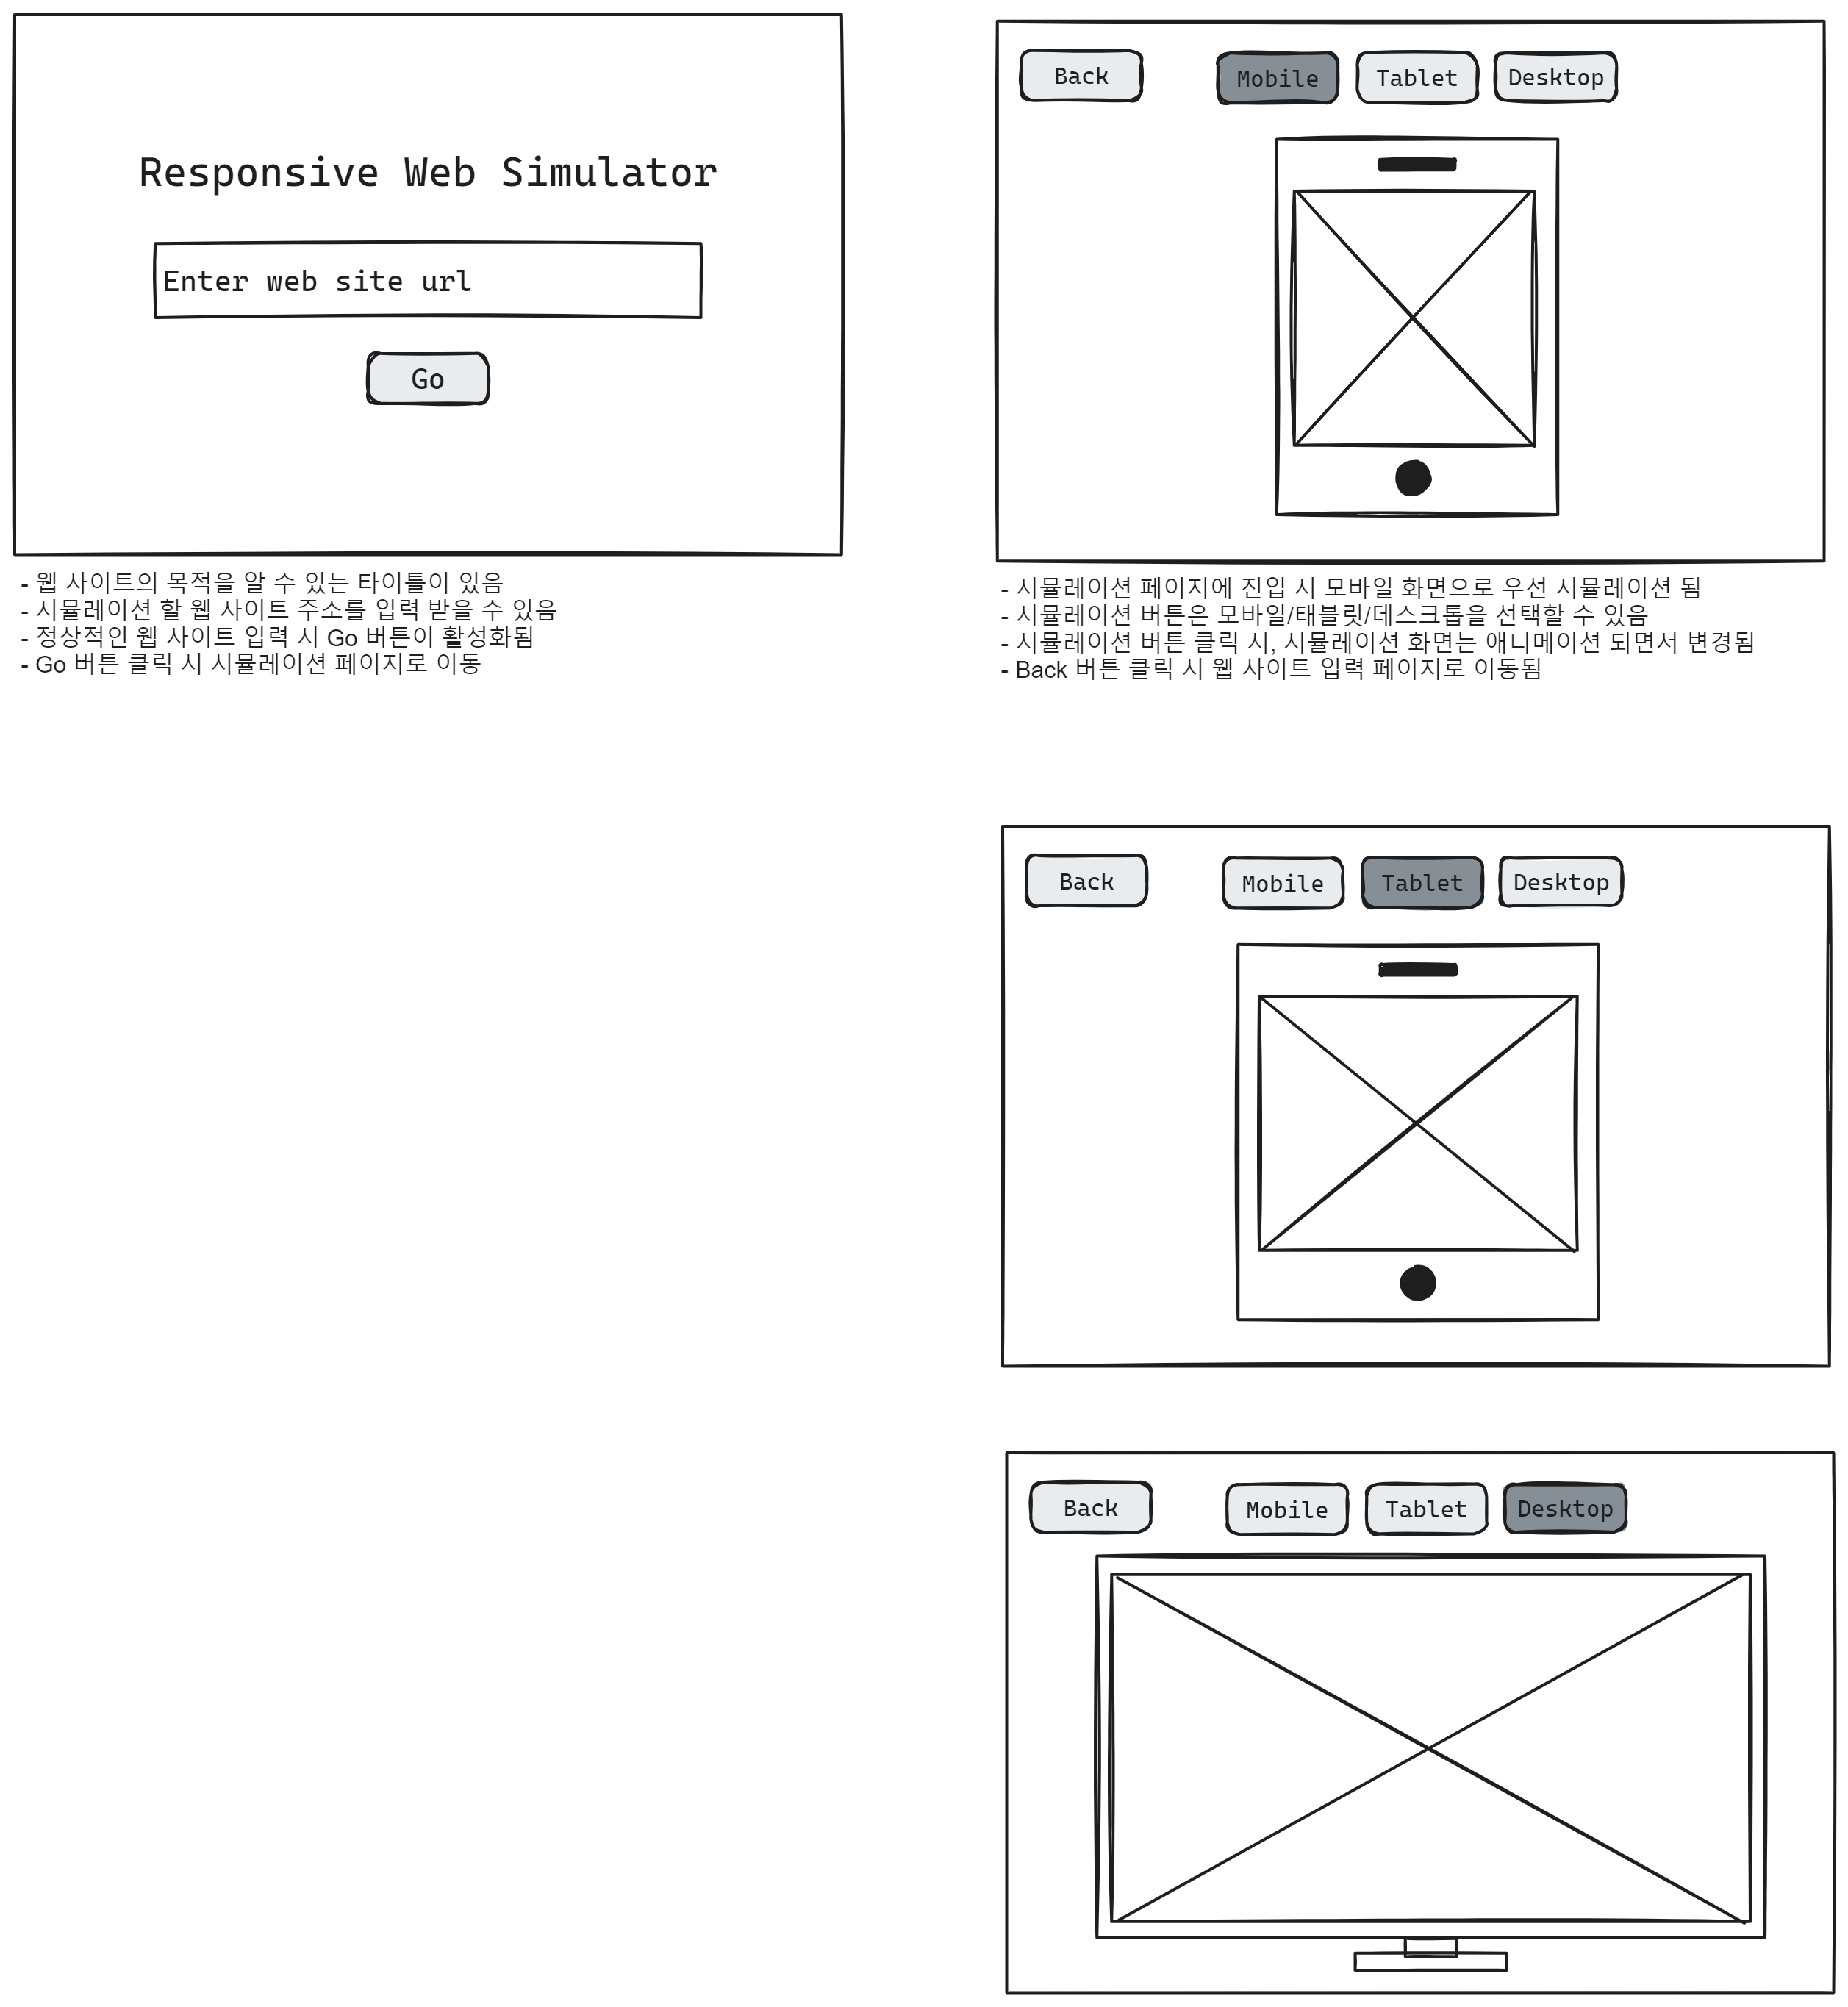 Responsive Web Simulator
Enter web site url
Go
- 웹 사이트의 목적을 알 수 있는 타이틀이 있음
- 시뮬레이션 할 웹 사이트 주소를 입력 받을 수 있음
- 정상적인 웹 사이트 입력 시 Go 버튼이 활성화됨
- Go 버튼 클릭 시 시뮬레이션 페이지로 이동
Back Mobile Tablet Desktop
- 시뮬레이션 페이지에 진입 시 모바일 화면으로 우선 시뮬레이션 됨
- 시뮬레이션 버튼은 모바일/태블릿/데스크톱을 선택할 수 있음
- 시뮬레이션 버튼 클릭 시, 시뮬레이션 화면는 애니메이션 되면서 변경됨
- Back 버튼 클릭 시 웹 사이트 입력 페이지로 이동됨
Back Mobile Tablet Desktop
Back Mobile Tablet Desktop